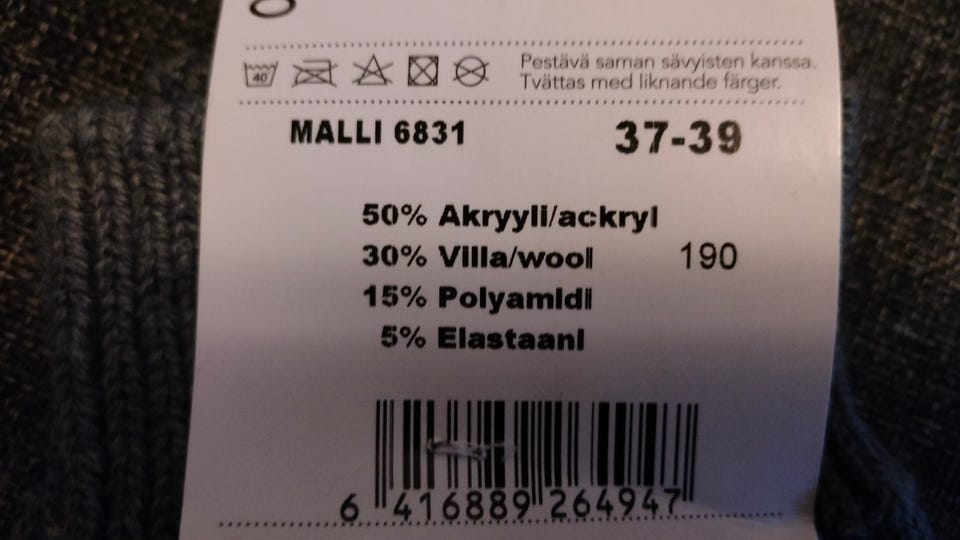 40
Pestävä saman sävyisten kanssa.
Tvättas med liknande färger.
MALLI 6831 37-39
50% Akryyli/ackryl
30% Villa/wool 190
15% Polyamidi
5% Elastaani
6 416889 264947